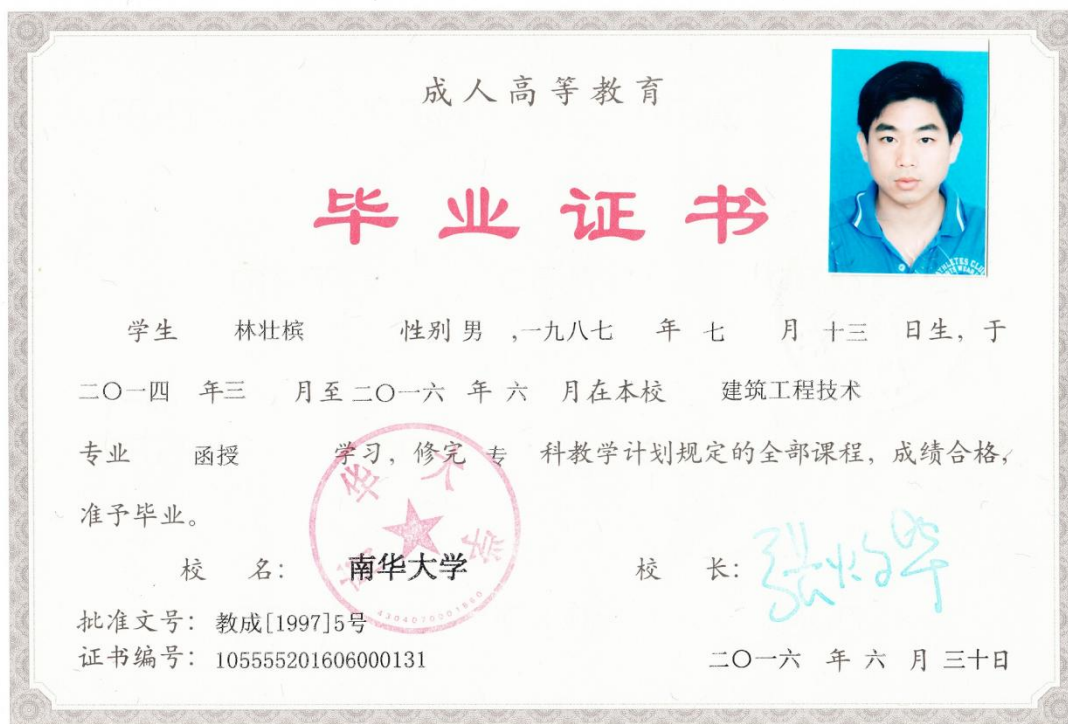 成人高等教育
毕业证书
学生 林壮槟 性别 男 ,一九八七 年 七 月 十三 日生, 于
二〇一四 年三 月至 二〇一六 年 六 月在本校 建筑工程技术
专业 函授 学习, 修完 专 科教学计划规定的全部课程, 成绩合格,
准予毕业。
校 名: 南华大学 校 长:
批准文号: 教成[1997]5号
证书编号: 105555201606000131
二〇一六 年 六 月 三十日
南华大学